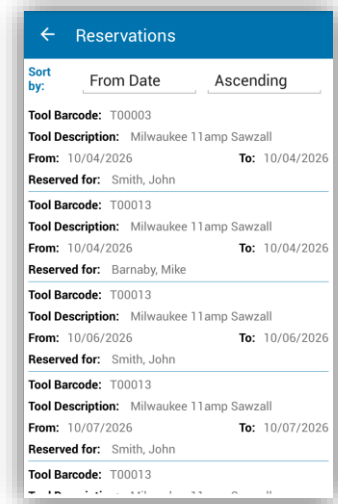 Reservations
Sort by: From Date Ascending
Tool Barcode: T00003
Tool Description: Milwaukee 11amp Sawzall
From: 10/04/2026 To: 10/04/2026
Reserved for: Smith, John
Tool Barcode: T00013
Tool Description: Milwaukee 11amp Sawzall
From: 10/04/2026 To: 10/04/2026
Reserved for: Barnaby, Mike
Tool Barcode: T00013
Tool Description: Milwaukee 11amp Sawzall
From: 10/06/2026 To: 10/06/2026
Reserved for: Smith, John
Tool Barcode: T00013
Tool Description: Milwaukee 11amp Sawzall
From: 10/07/2026 To: 10/07/2026
Reserved for: Smith, John
Tool Barcode: T00013